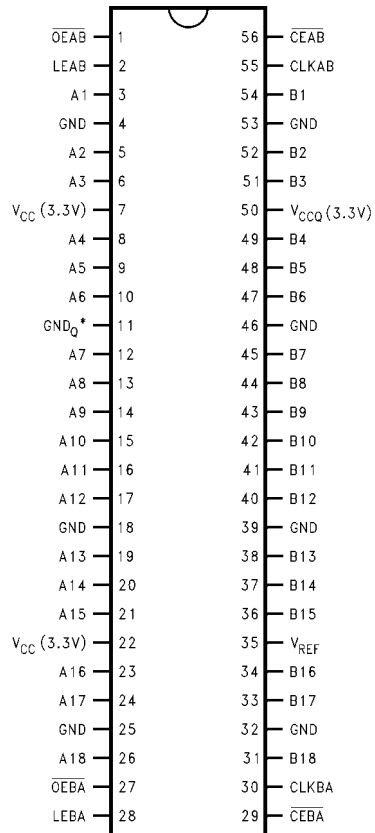 O̅E̅A̅B̅ 1 56 C̅E̅A̅B̅
LEAB 2 55 CLKAB
A1 3 54 B1
GND 4 53 GND
A2 5 52 B2
A3 6 51 B3
VCC (3.3V) 7 50 VCCQ (3.3V)
A4 8 49 B4
A5 9 48 B5
A6 10 47 B6
GNDQ* 11 46 GND
A7 12 45 B7
A8 13 44 B8
A9 14 43 B9
A10 15 42 B10
A11 16 41 B11
A12 17 40 B12
GND 18 39 GND
A13 19 38 B13
A14 20 37 B14
A15 21 36 B15
VCC (3.3V) 22 35 VREF
A16 23 34 B16
A17 24 33 B17
GND 25 32 GND
A18 26 31 B18
O̅E̅B̅A̅ 27 30 CLKBA
LEBA 28 29 C̅E̅B̅A̅